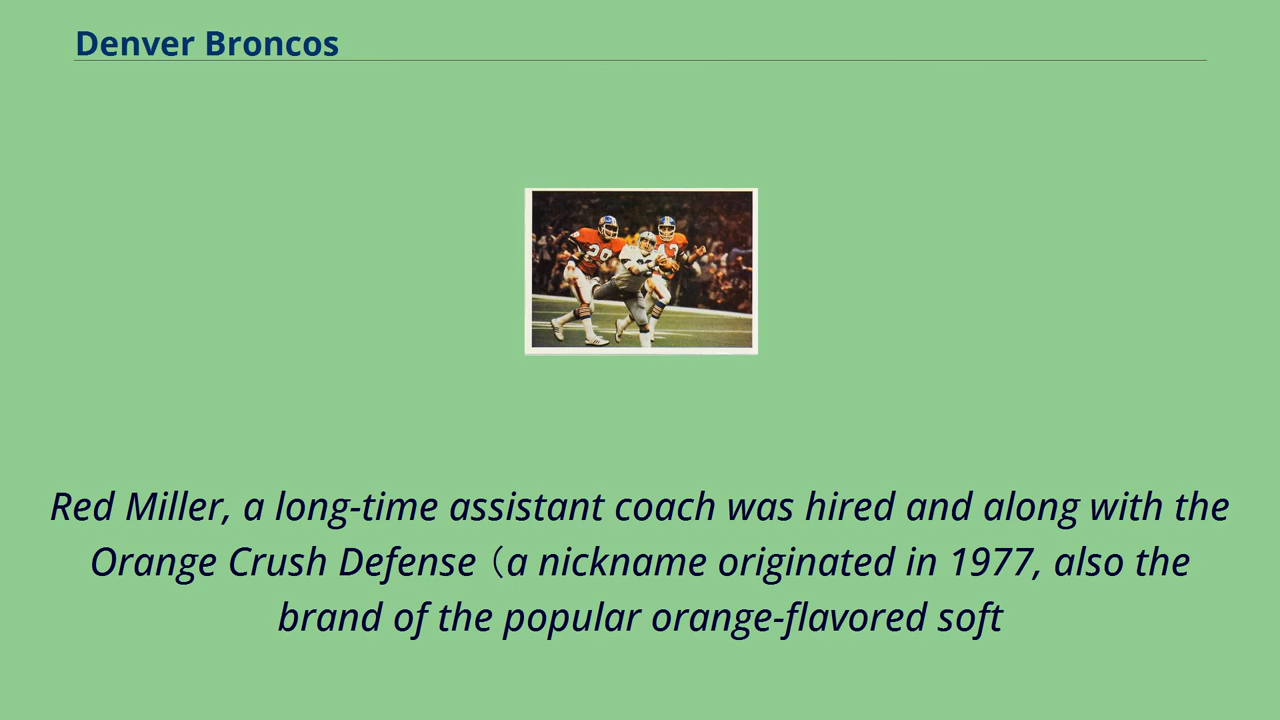 Denver Broncos
Red Miller, a long-time assistant coach was hired and along with the
Orange Crush Defense（a nickname originated in 1977, also the
brand of the popular orange-flavored soft